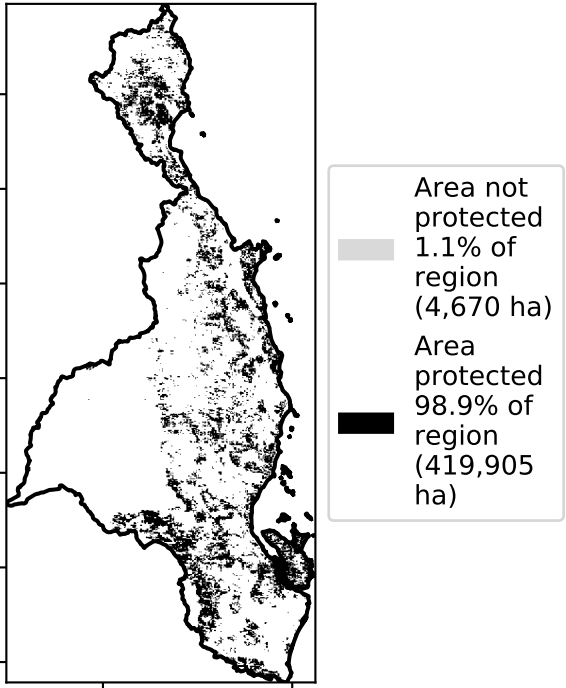 Area not
protected
1.1% of
region
(4,670 ha)
Area
protected
98.9% of
region
(419,905
ha)